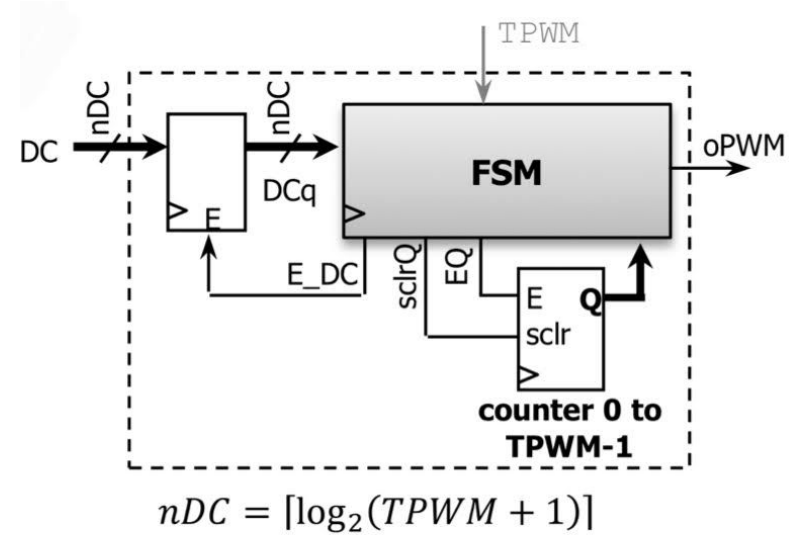 TPWM
nDC
nDC
DC
oPWM
FSM
DCq
E
E_DC
sclrQ
EQ
E
Q
sclr
counter 0 to
TPWM-1
nDC = ⌈log₂(TPWM + 1)⌉